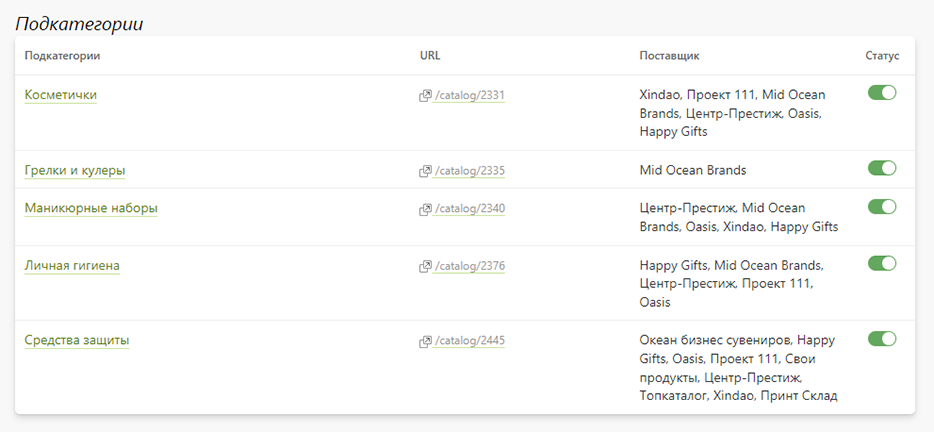 Подкатегории
Подкатегории URL Поставщик Статус
Косметички /catalog/2331 Xindao, Проект 111, Mid Ocean
Brands, Центр-Престиж, Oasis,
Happy Gifts
Грелки и кулеры /catalog/2335 Mid Ocean Brands
Маникюрные наборы /catalog/2340 Центр-Престиж, Mid Ocean
Brands, Oasis, Xindao, Happy Gifts
Личная гигиена /catalog/2376 Happy Gifts, Mid Ocean Brands,
Центр-Престиж, Проект 111,
Oasis
Средства защиты /catalog/2445 Океан бизнес сувениров, Happy
Gifts, Oasis, Проект 111, Свои
продукты, Центр-Престиж,
Топкаталог, Xindao, Принт Склад